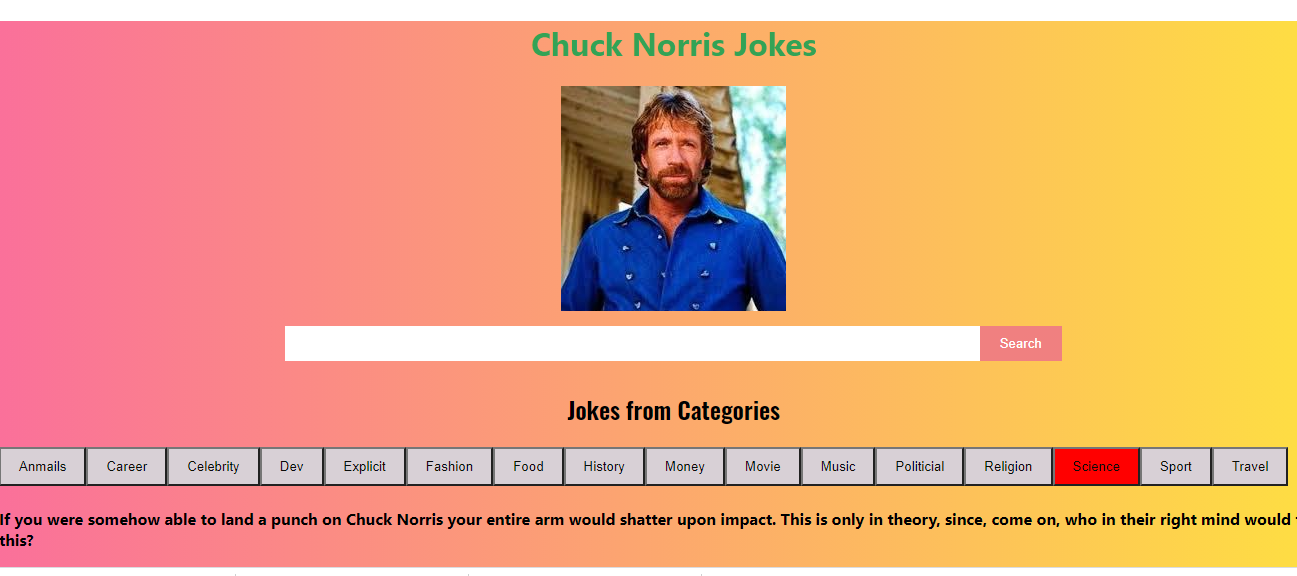 Chuck Norris Jokes
Search
Jokes from Categories
Anmails Career Celebrity Dev Explicit Fashion Food History Money Movie Music Politicial Religion Science Sport Travel
If you were somehow able to land a punch on Chuck Norris your entire arm would shatter upon impact. This is only in theory, since, come on, who in their right mind would
this?